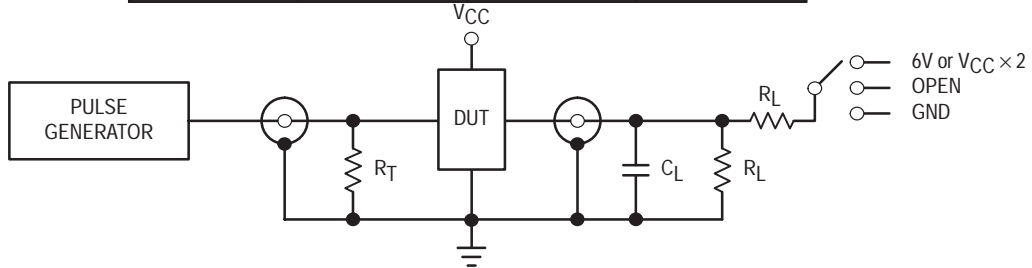 VCC
6V or VCC × 2
OPEN
GND
RL
PULSE
GENERATOR
DUT
RT
CL
RL